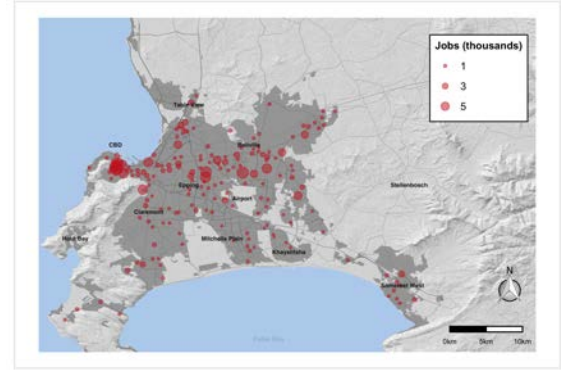 Jobs (thousands)
1
3
5
Table View
CBD
Bellville
Epping
Stellenbosch
Airport
Claremont
Hout Bay
Mitchells Plain
Khayelitsha
Somerset West
N
False Bay
0km 5km 10km